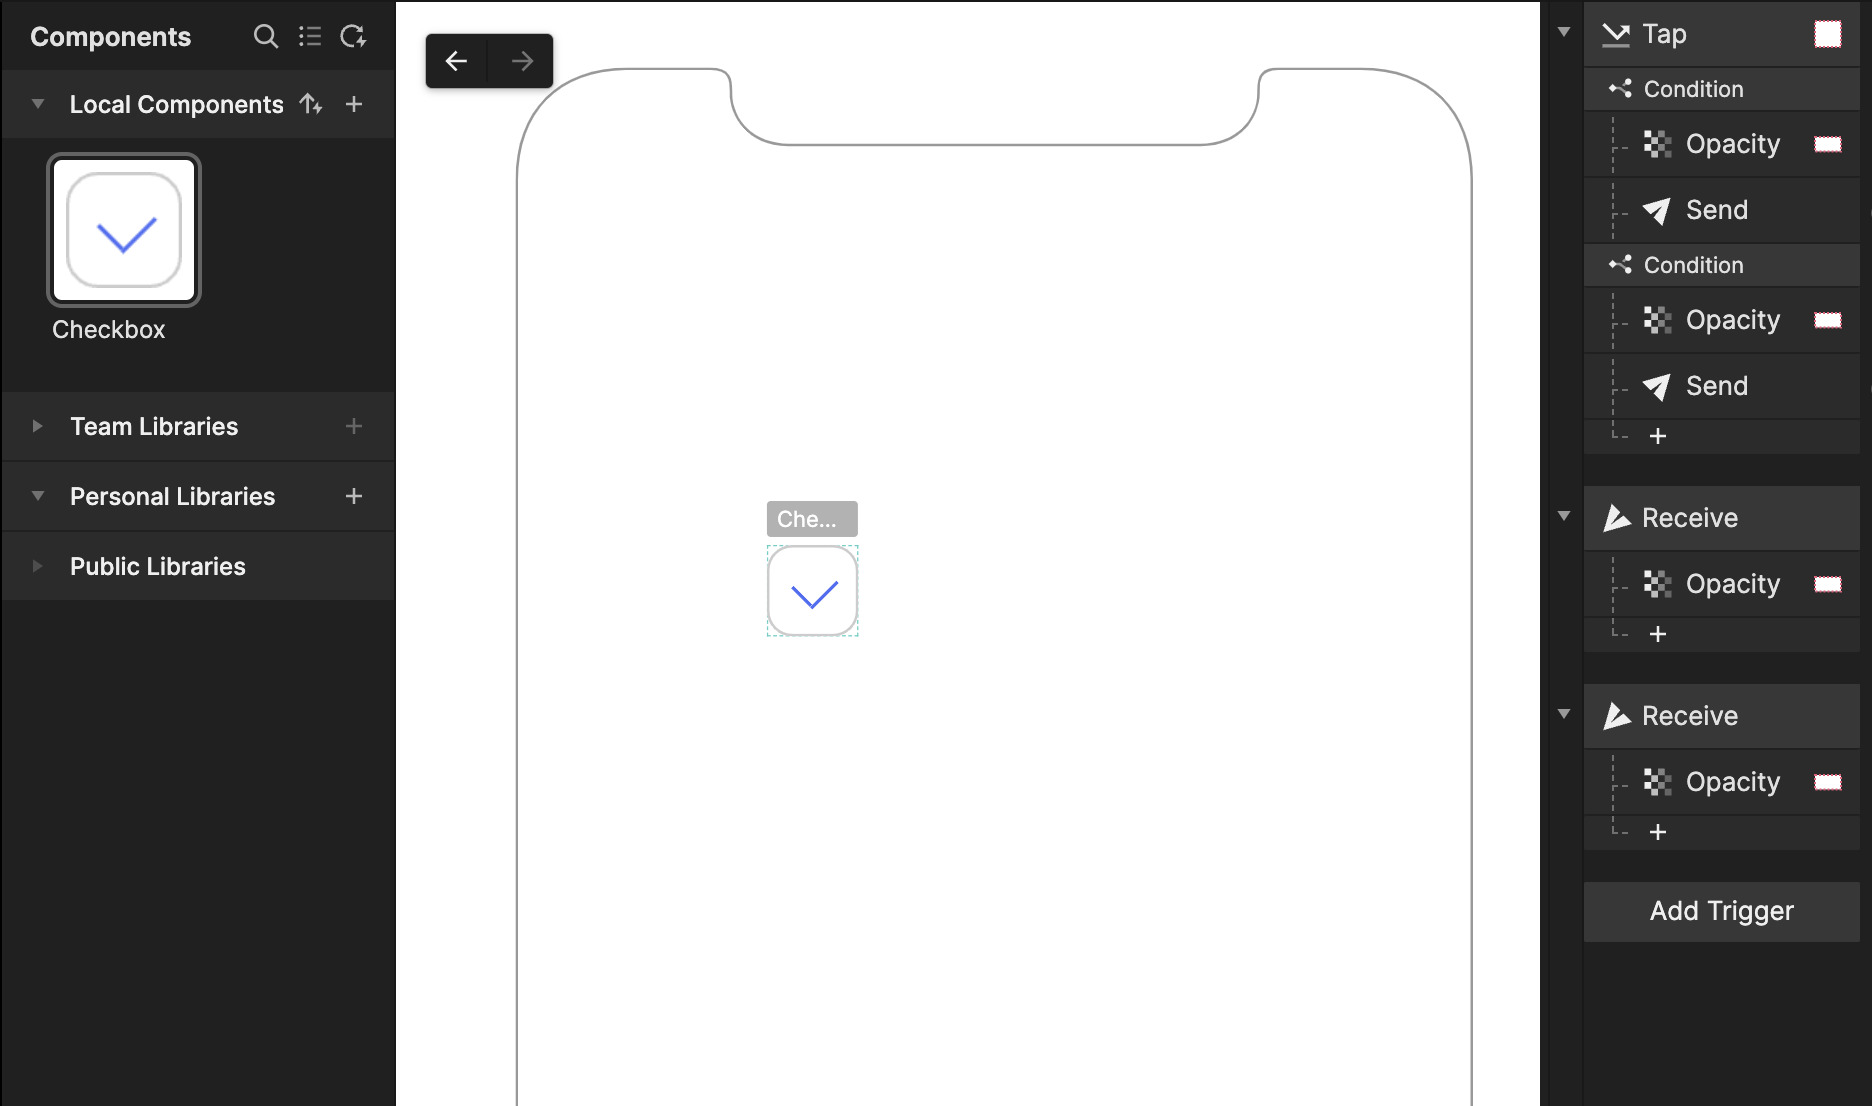 Components
Local Components
Checkbox
Team Libraries
Personal Libraries
Public Libraries
Che...
Tap
Condition
Opacity
Send
Condition
Opacity
Send
Receive
Opacity
Receive
Opacity
Add Trigger